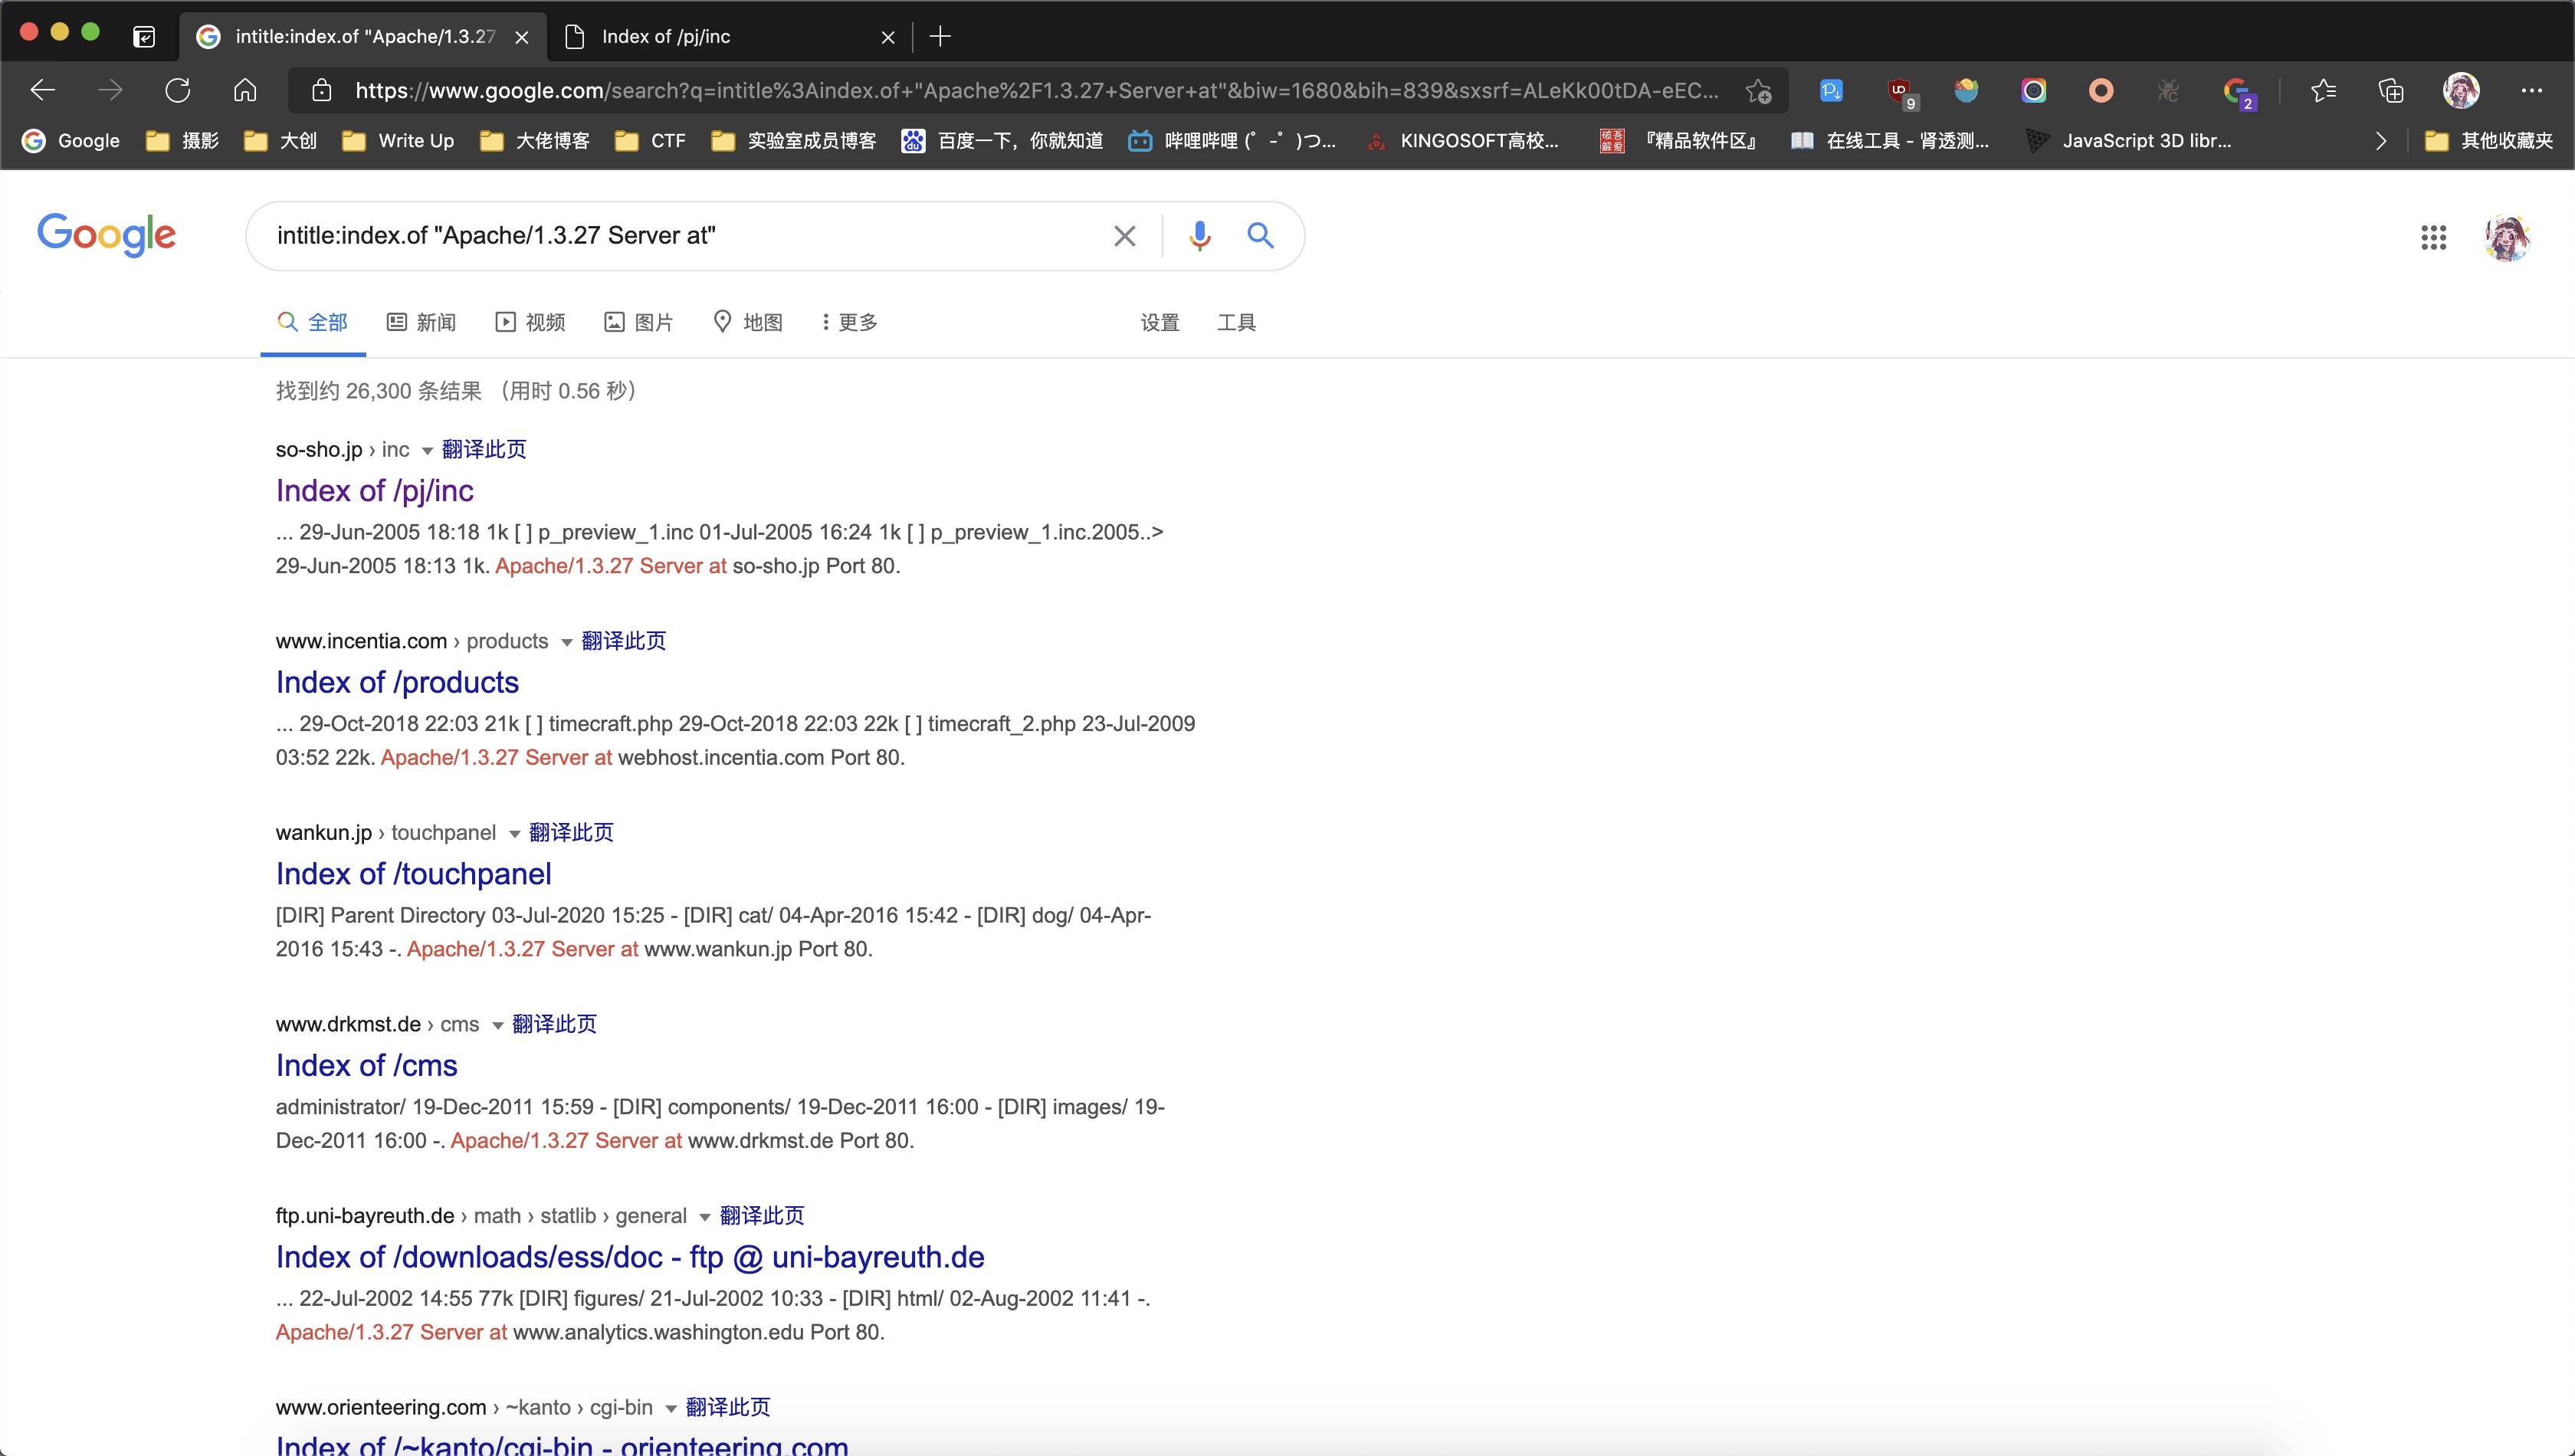 intitle:index.of "Apache/1.3.27
Index of /pj/inc
https://www.google.com/search?q=intitle%3Aindex.of+"Apache%2F1.3.27+Server+at"&biw=1680&bih=839&sxsrf=ALeKk00tDA-eEC...
9
2
Google
摄影
大创
Write Up
大佬博客
CTF
实验室成员博客
百度一下，你就知道
哔哩哔哩 (゜-゜)つ...
KINGOSOFT高校...
『精品软件区』
在线工具 - 肾透测...
JavaScript 3D libr...
其他收藏夹
Google
intitle:index.of "Apache/1.3.27 Server at"
全部
新闻
视频
图片
地图
更多
设置
工具
找到约 26,300 条结果 （用时 0.56 秒）
so-sho.jp › inc 翻译此页
Index of /pj/inc
... 29-Jun-2005 18:18 1k [ ] p_preview_1.inc 01-Jul-2005 16:24 1k [ ] p_preview_1.inc.2005..>
29-Jun-2005 18:13 1k. Apache/1.3.27 Server at so-sho.jp Port 80.
www.incentia.com › products 翻译此页
Index of /products
... 29-Oct-2018 22:03 21k [ ] timecraft.php 29-Oct-2018 22:03 22k [ ] timecraft_2.php 23-Jul-2009
03:52 22k. Apache/1.3.27 Server at webhost.incentia.com Port 80.
wankun.jp › touchpanel 翻译此页
Index of /touchpanel
[DIR] Parent Directory 03-Jul-2020 15:25 - [DIR] cat/ 04-Apr-2016 15:42 - [DIR] dog/ 04-Apr-
2016 15:43 -. Apache/1.3.27 Server at www.wankun.jp Port 80.
www.drkmst.de › cms 翻译此页
Index of /cms
administrator/ 19-Dec-2011 15:59 - [DIR] components/ 19-Dec-2011 16:00 - [DIR] images/ 19-
Dec-2011 16:00 -. Apache/1.3.27 Server at www.drkmst.de Port 80.
ftp.uni-bayreuth.de › math › statlib › general 翻译此页
Index of /downloads/ess/doc - ftp @ uni-bayreuth.de
... 22-Jul-2002 14:55 77k [DIR] figures/ 21-Jul-2002 10:33 - [DIR] html/ 02-Aug-2002 11:41 -.
Apache/1.3.27 Server at www.analytics.washington.edu Port 80.
www.orienteering.com › ~kanto › cgi-bin 翻译此页
Index of /~kanto/cgi-bin - orienteering.com